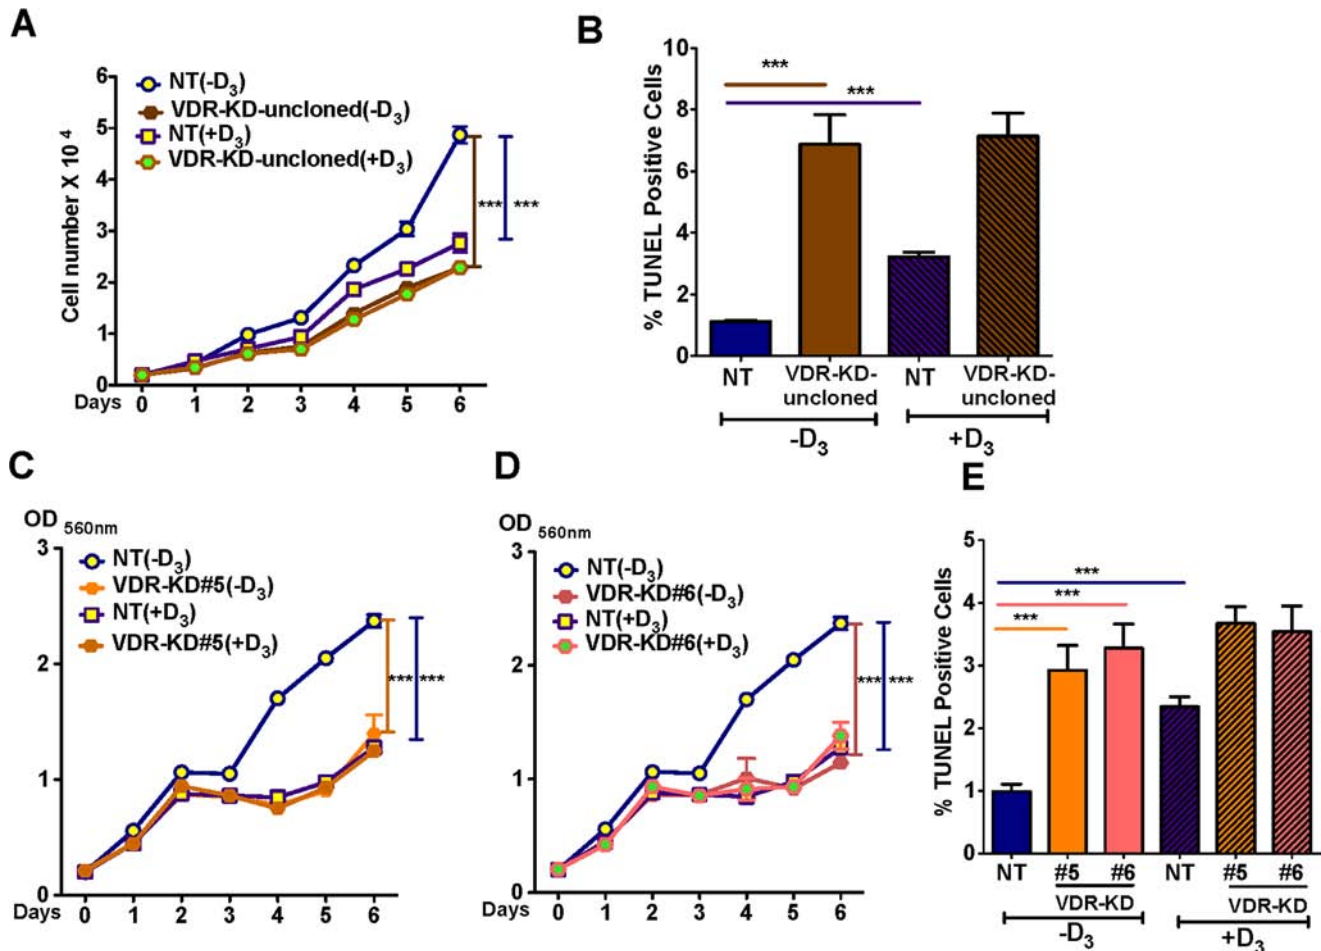 A
6
5
4
3
2
1
0
Cell number X 10 4
NT(-D3)
VDR-KD-uncloned(-D3)
NT(+D3)
VDR-KD-uncloned(+D3)
*** ***
Days
0 1 2 3 4 5 6
B
10
8
6
4
2
0
% TUNEL Positive Cells
***
***
NT VDR-KD-uncloned NT VDR-KD-uncloned
-D3 +D3
C
OD 560nm
3
2
1
0
NT(-D3)
VDR-KD#5(-D3)
NT(+D3)
VDR-KD#5(+D3)
*** ***
Days 0 1 2 3 4 5 6
D
OD 560nm
3
2
1
0
NT(-D3)
VDR-KD#6(-D3)
NT(+D3)
VDR-KD#6(+D3)
*** ***
Days 0 1 2 3 4 5 6
E
5
4
3
2
1
0
% TUNEL Positive Cells
***
***
***
NT #5 #6 NT #5 #6
VDR-KD VDR-KD
-D3 +D3